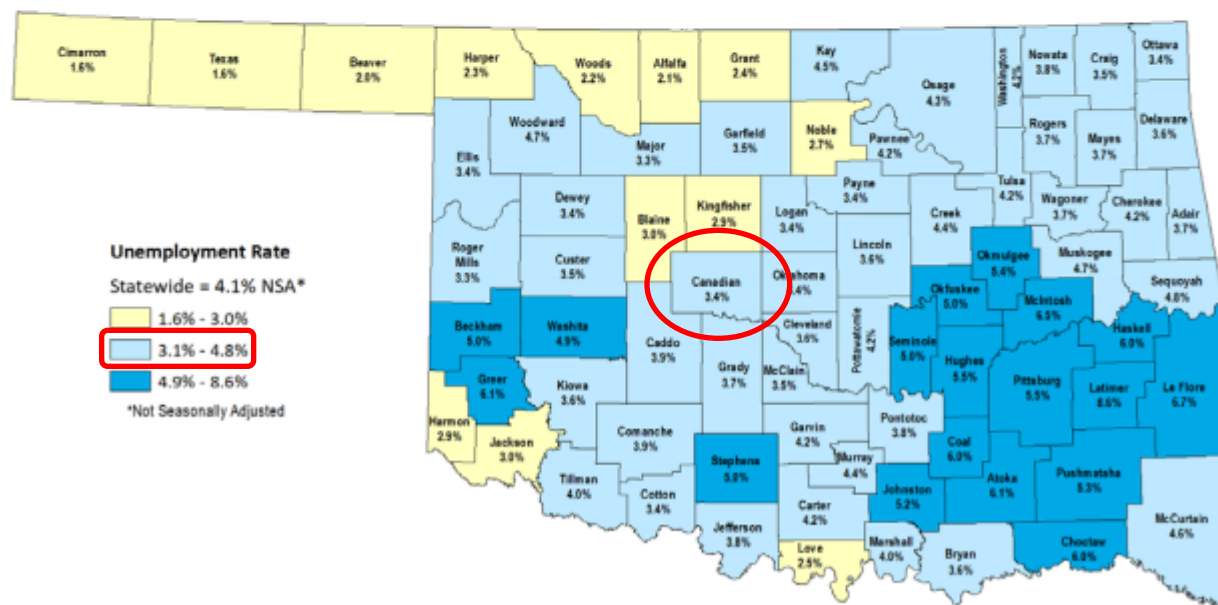 Cimarron
1.6%
Texas
1.6%
Beaver
2.0%
Harper
2.3%
Woods
2.2%
Alfalfa
2.1%
Grant
2.4%
Kay
4.5%
Osage
4.3%
Washington
4.2%
Nowata
3.8%
Craig
3.5%
Ottawa
3.4%
Woodward
4.7%
Ellis
3.4%
Major
3.3%
Garfield
3.5%
Noble
2.7%
Pawnee
4.2%
Rogers
3.7%
Mayes
3.7%
Delaware
3.6%
Dewey
3.4%
Blaine
3.0%
Kingfisher
2.9%
Logan
3.4%
Payne
3.4%
Creek
4.4%
Tulsa
4.2%
Wagoner
3.7%
Cherokee
4.2%
Adair
3.7%
Roger
Mills
3.3%
Custer
3.5%
Canadian
3.4%
Oklahoma
.4%
Lincoln
3.6%
Okmulgee
5.4%
Muskogee
4.7%
Sequoyah
4.8%
Unemployment Rate
Statewide = 4.1% NSA*
1.6% - 3.0%
3.1% - 4.8%
4.9% - 8.6%
*Not Seasonally Adjusted
Beckham
5.0%
Washita
4.9%
Caddo
3.9%
Grady
3.7%
Cleveland
3.6%
McClain
3.5%
Pottawatomie
4.2%
Seminole
5.0%
Okfuskee
5.0%
McIntosh
6.5%
Haskell
6.0%
Hughes
5.5%
Pittsburg
5.5%
Latimer
8.6%
Le Flore
6.7%
Greer
6.1%
Kiowa
3.6%
Harmon
2.9%
Jackson
3.0%
Comanche
3.9%
Stephens
5.0%
Garvin
4.2%
Murray
4.4%
Pontotoc
3.8%
Coal
6.0%
Atoka
6.1%
Pushmataha
5.3%
McCurtain
4.6%
Tillman
4.0%
Cotton
3.4%
Jefferson
3.8%
Carter
4.2%
Johnston
5.2%
Love
2.5%
Marshall
4.0%
Bryan
3.6%
Choctaw
6.0%